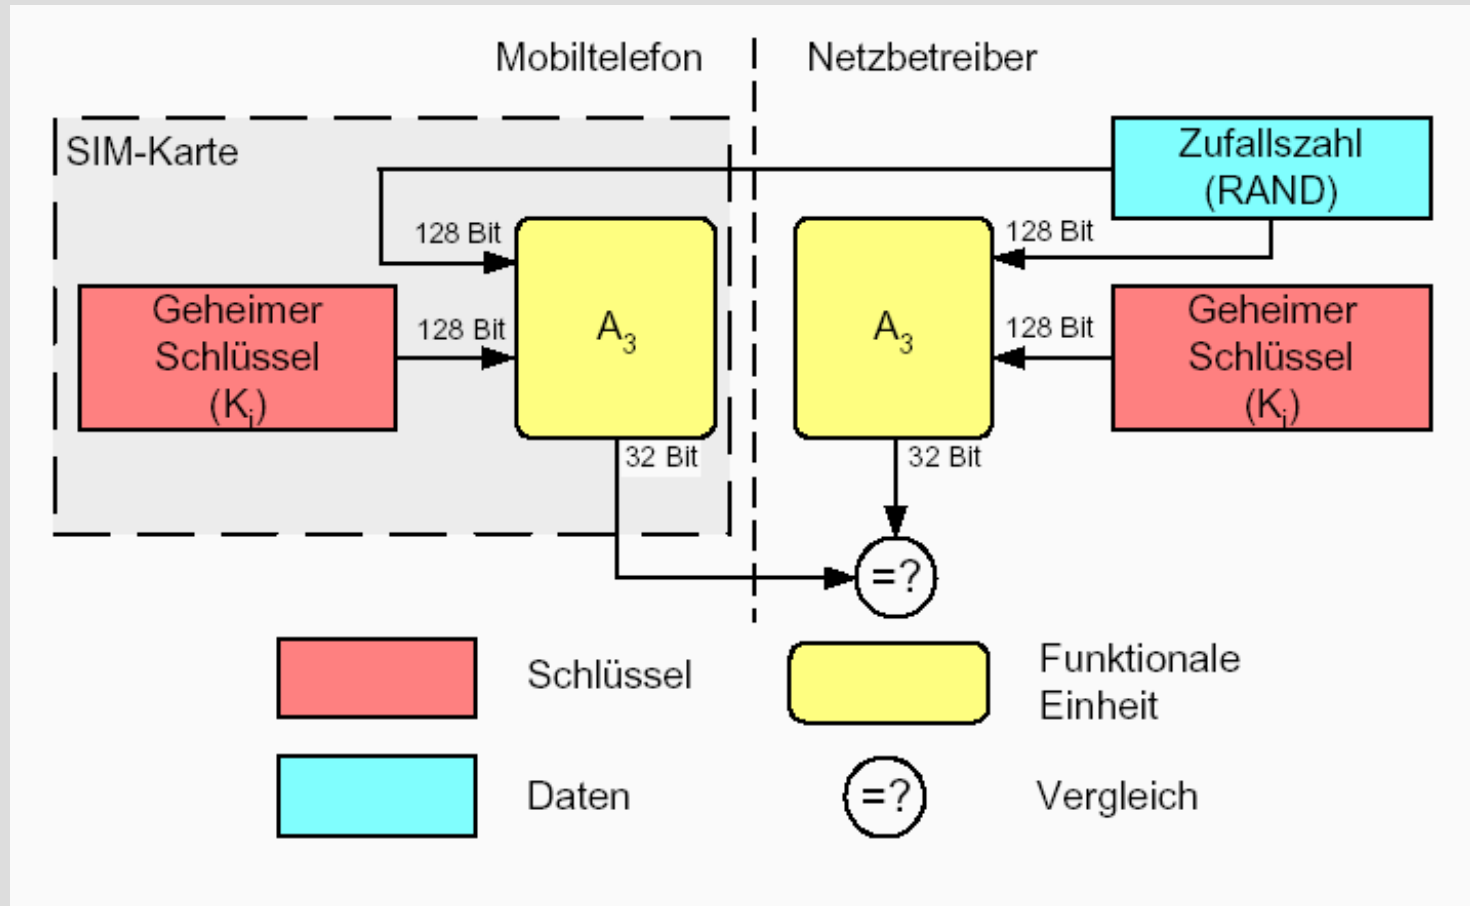 Mobiltelefon
Netzbetreiber
SIM-Karte
Zufallszahl
(RAND)
128 Bit
128 Bit
Geheimer
Schlüssel
(Ki)
128 Bit
A3
A3
128 Bit
Geheimer
Schlüssel
(Ki)
32 Bit
32 Bit
=?
Schlüssel
Funktionale
Einheit
Daten
=?
Vergleich